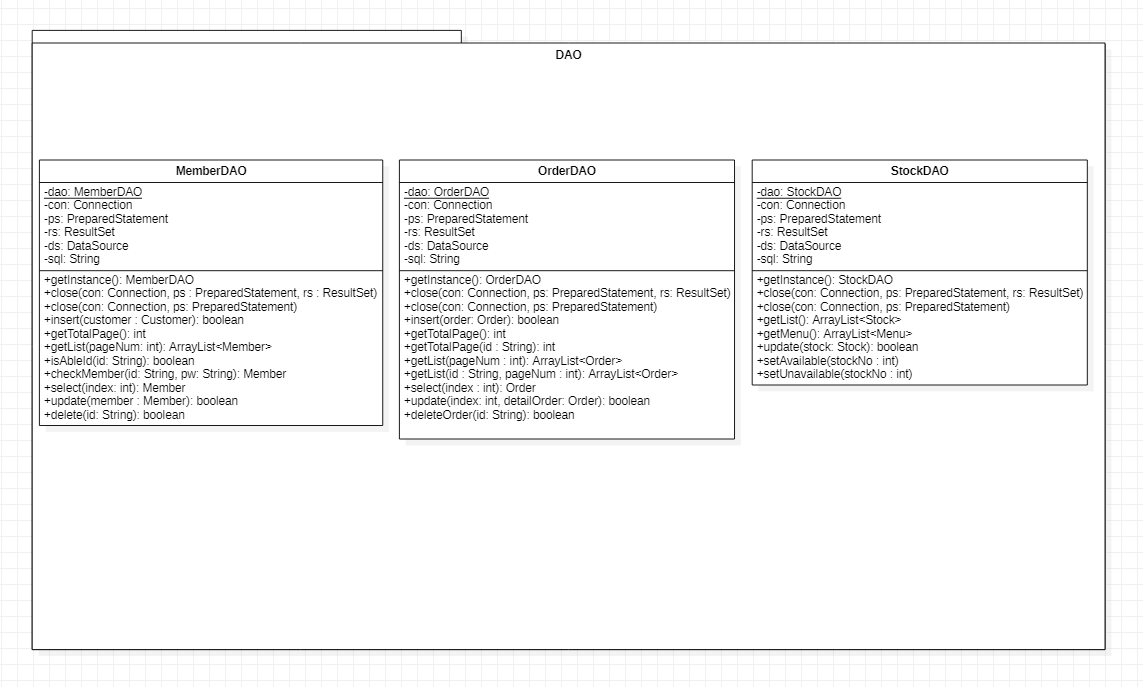 DAO
MemberDAO
-dao: MemberDAO
-con: Connection
-ps: PreparedStatement
-rs: ResultSet
-ds: DataSource
-sql: String
+getInstance(): MemberDAO
+close(con: Connection, ps : PreparedStatement, rs : ResultSet)
+close(con: Connection, ps: PreparedStatement)
+insert(customer : Customer): boolean
+getTotalPage(): int
+getList(pageNum: int): ArrayList<Member>
+isAbleId(id: String): boolean
+checkMember(id: String, pw: String): Member
+select(index: int): Member
+update(member : Member): boolean
+delete(id: String): boolean
OrderDAO
-dao: OrderDAO
-con: Connection
-ps: PreparedStatement
-rs: ResultSet
-ds: DataSource
-sql: String
+getInstance(): OrderDAO
+close(con: Connection, ps: PreparedStatement, rs: ResultSet)
+close(con: Connection, ps: PreparedStatement)
+insert(order: Order): boolean
+getTotalPage(): int
+getTotalPage(id : String): int
+getList(pageNum : int): ArrayList<Order>
+getList(id : String, pageNum : int): ArrayList<Order>
+select(index : int): Order
+update(index: int, detailOrder: Order): boolean
+deleteOrder(id: String): boolean
StockDAO
-dao: StockDAO
-con: Connection
-ps: PreparedStatement
-rs: ResultSet
-ds: DataSource
-sql: String
+getInstance(): StockDAO
+close(con: Connection, ps: PreparedStatement, rs: ResultSet)
+close(con: Connection, ps: PreparedStatement)
+getList(): ArrayList<Stock>
+getMenu(): ArrayList<Menu>
+update(stock: Stock): boolean
+setAvailable(stockNo : int)
+setUnavailable(stockNo : int)